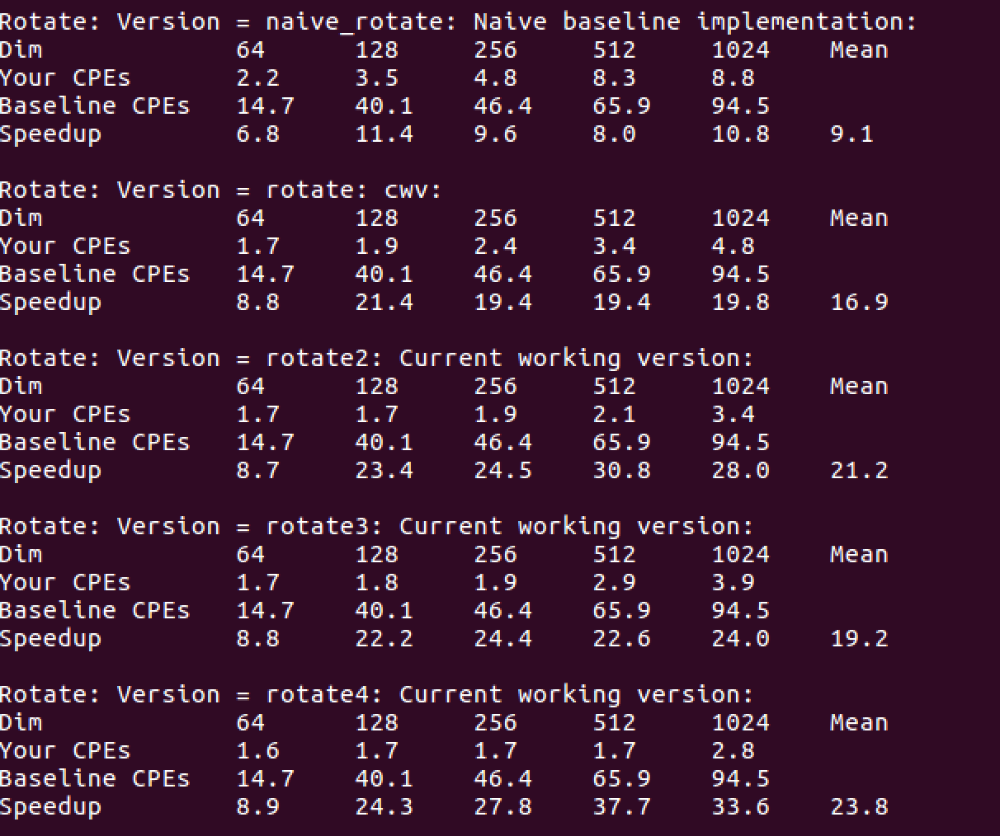 Rotate: Version = naive_rotate: Naive baseline implementation:
Dim 64 128 256 512 1024 Mean
Your CPEs 2.2 3.5 4.8 8.3 8.8
Baseline CPEs 14.7 40.1 46.4 65.9 94.5
Speedup 6.8 11.4 9.6 8.0 10.8 9.1
Rotate: Version = rotate: cwv:
Dim 64 128 256 512 1024 Mean
Your CPEs 1.7 1.9 2.4 3.4 4.8
Baseline CPEs 14.7 40.1 46.4 65.9 94.5
Speedup 8.8 21.4 19.4 19.4 19.8 16.9
Rotate: Version = rotate2: Current working version:
Dim 64 128 256 512 1024 Mean
Your CPEs 1.7 1.7 1.9 2.1 3.4
Baseline CPEs 14.7 40.1 46.4 65.9 94.5
Speedup 8.7 23.4 24.5 30.8 28.0 21.2
Rotate: Version = rotate3: Current working version:
Dim 64 128 256 512 1024 Mean
Your CPEs 1.7 1.8 1.9 2.9 3.9
Baseline CPEs 14.7 40.1 46.4 65.9 94.5
Speedup 8.8 22.2 24.4 22.6 24.0 19.2
Rotate: Version = rotate4: Current working version:
Dim 64 128 256 512 1024 Mean
Your CPEs 1.6 1.7 1.7 1.7 2.8
Baseline CPEs 14.7 40.1 46.4 65.9 94.5
Speedup 8.9 24.3 27.8 37.7 33.6 23.8